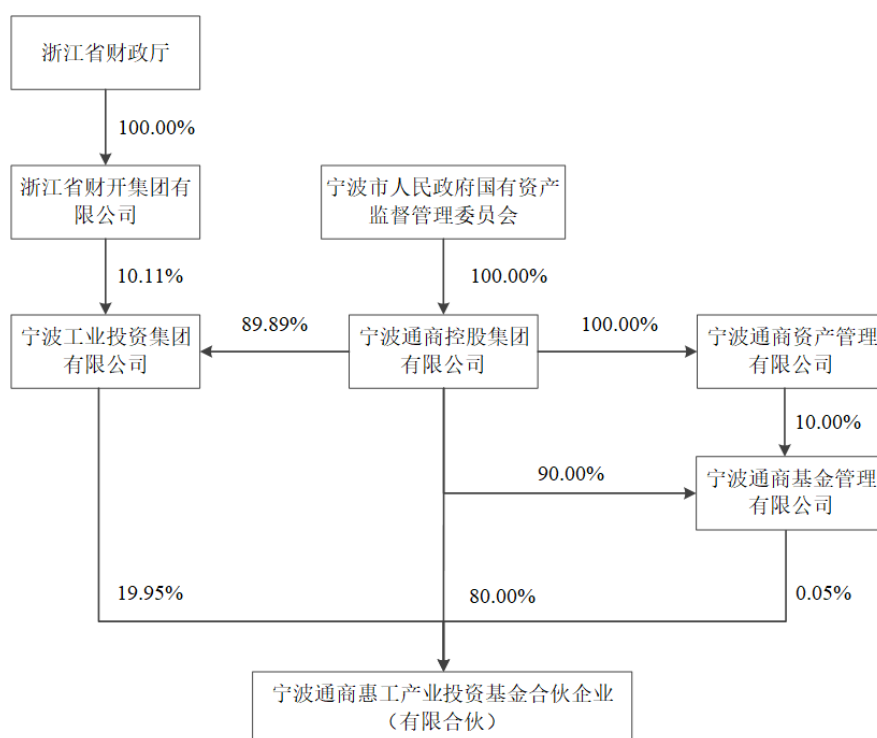 浙江省财政厅
100.00%
浙江省财开集团有
限公司
宁波市人民政府国有资产
监督管理委员会
10.11%
100.00%
宁波工业投资集团
有限公司
89.89%
宁波通商控股集团
有限公司
100.00%
宁波通商资产管理
有限公司
10.00%
90.00%
宁波通商基金管理
有限公司
19.95%
80.00%
0.05%
宁波通商惠工产业投资基金合伙企业
（有限合伙）